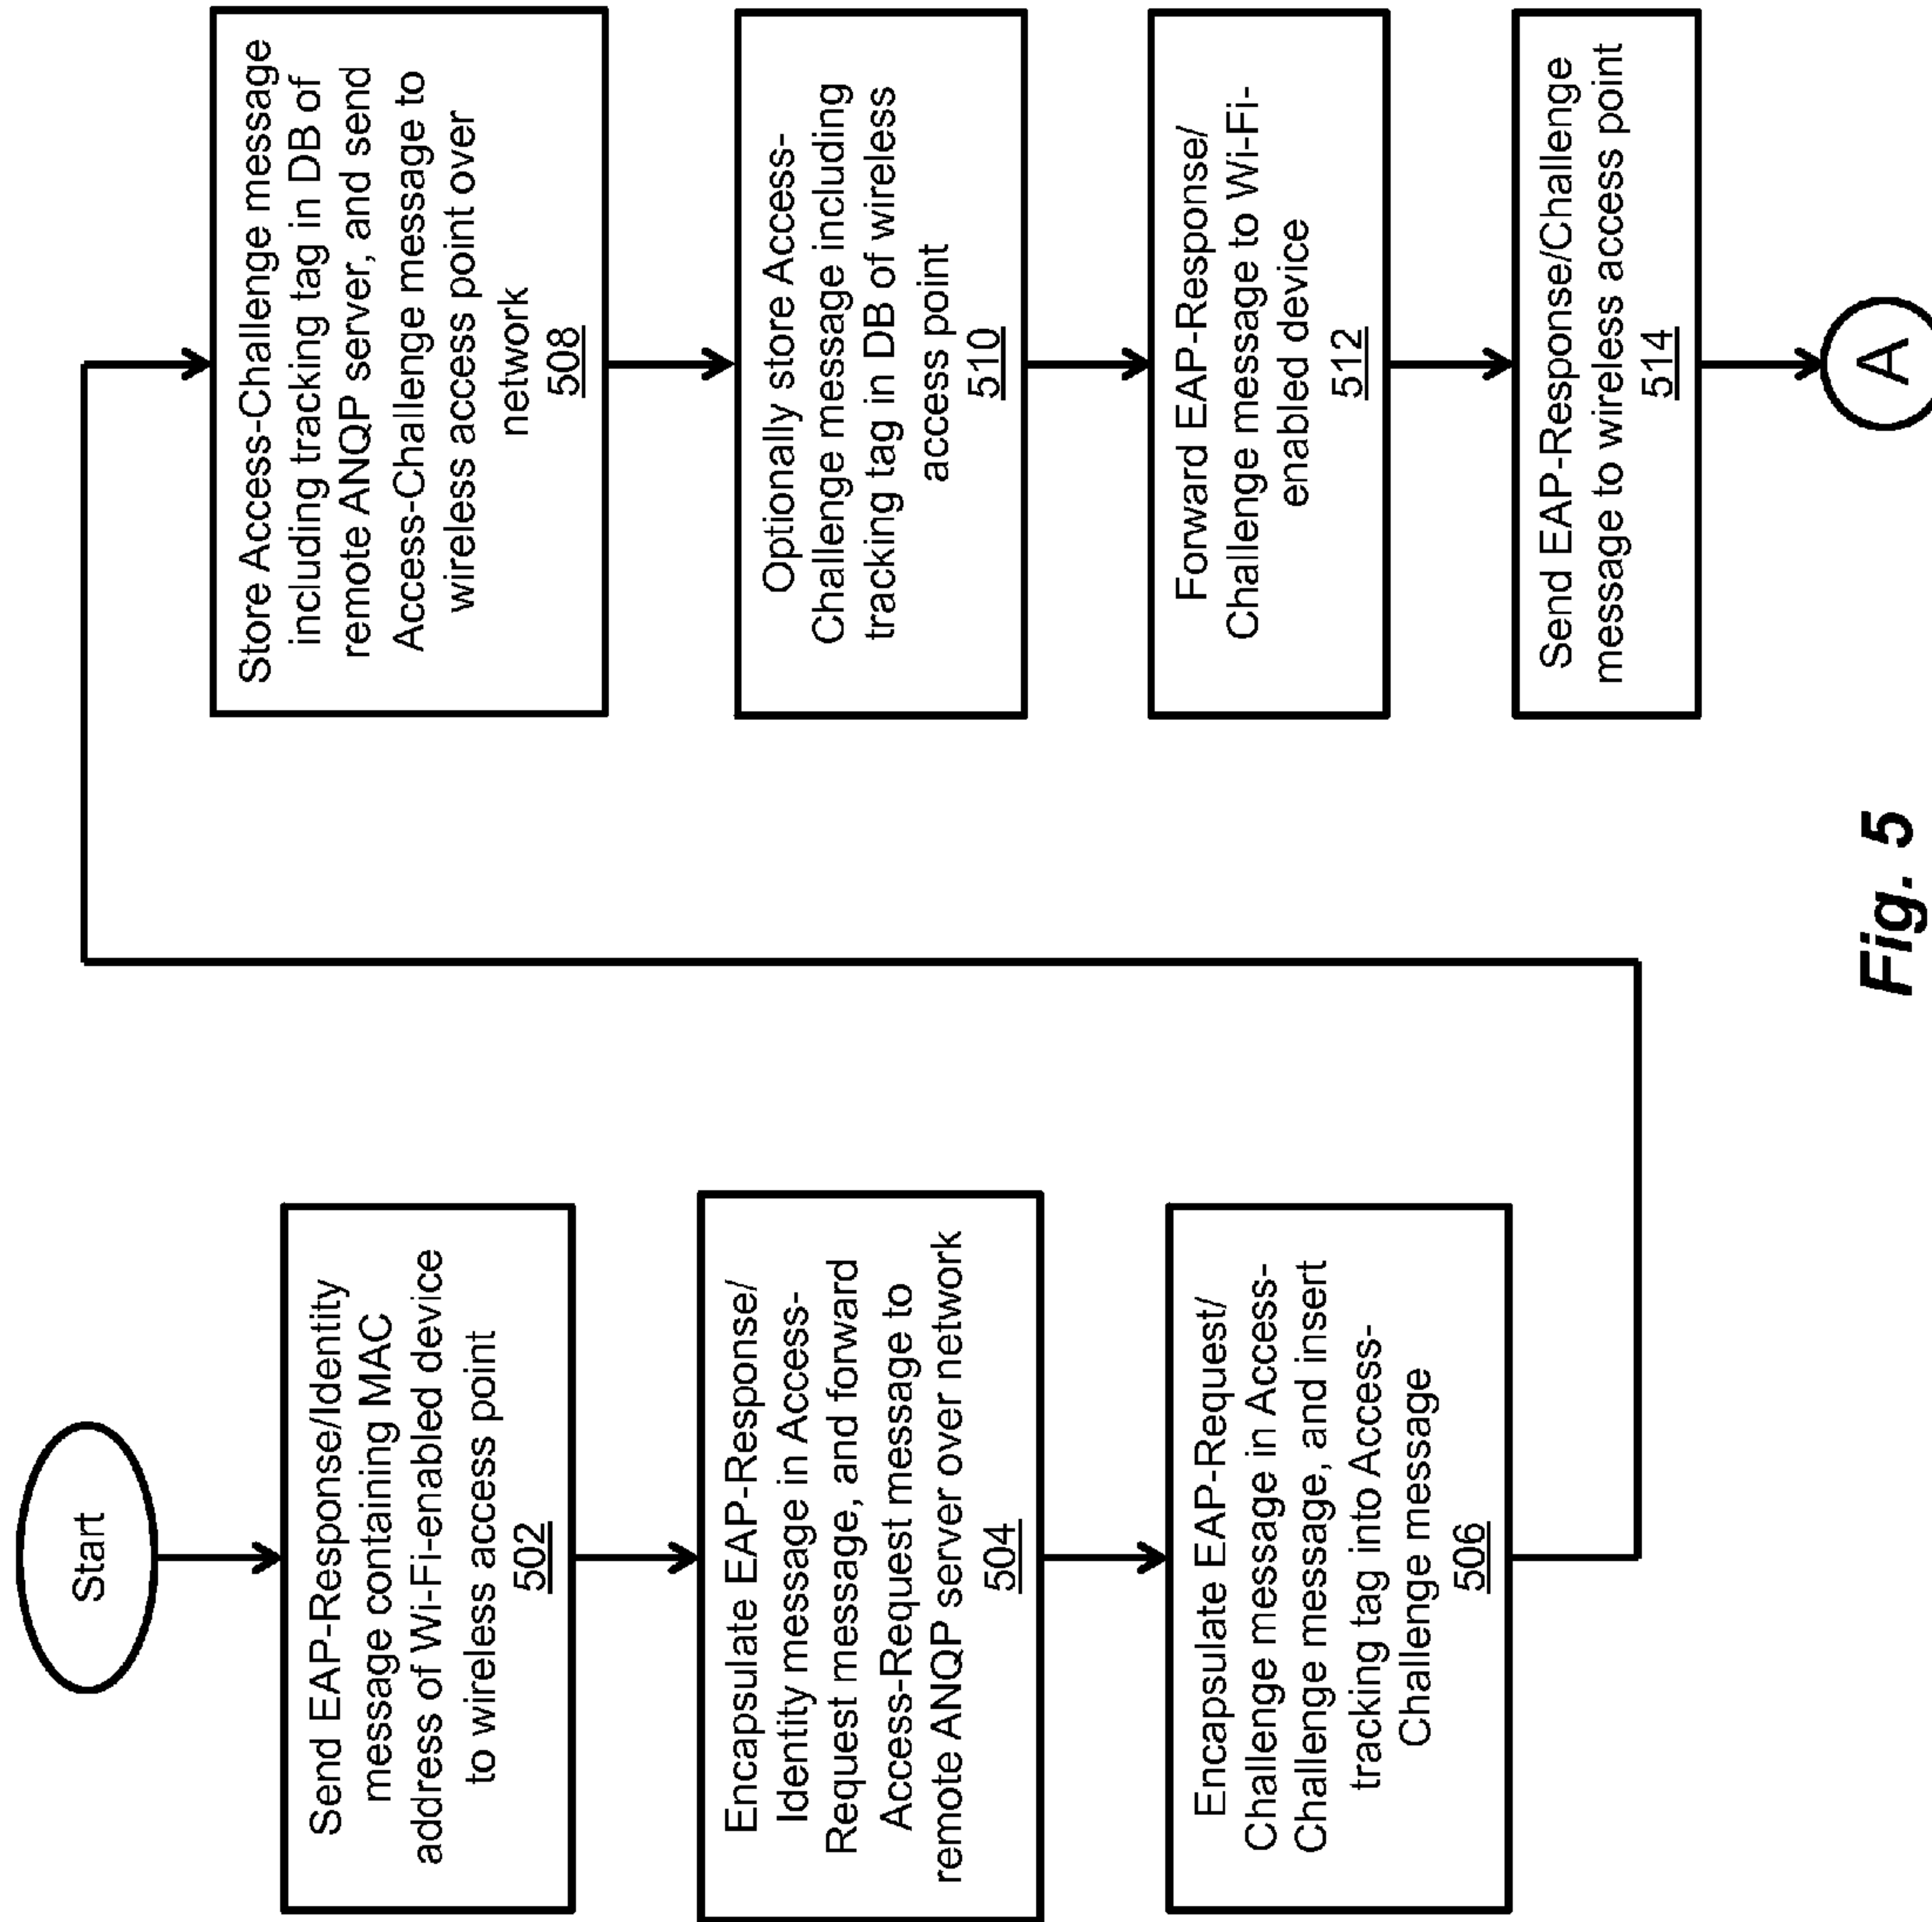 Start
Send EAP-Response/Identity
message containing MAC
address of Wi-Fi-enabled device
to wireless access point
502
Encapsulate EAP-Response/
Identity message in Access-
Request message, and forward
Access-Request message to
remote ANQP server over network
504
Encapsulate EAP-Request/
Challenge message in Access-
Challenge message, and insert
tracking tag into Access-
Challenge message
506
Store Access-Challenge message
including tracking tag in DB of
remote ANQP server, and send
Access-Challenge message to
wireless access point over
network
508
Optionally store Access-
Challenge message including
tracking tag in DB of wireless
access point
510
Forward EAP-Response/
Challenge message to Wi-Fi-
enabled device
512
Send EAP-Response/Challenge
message to wireless access point
514
A
Fig. 5